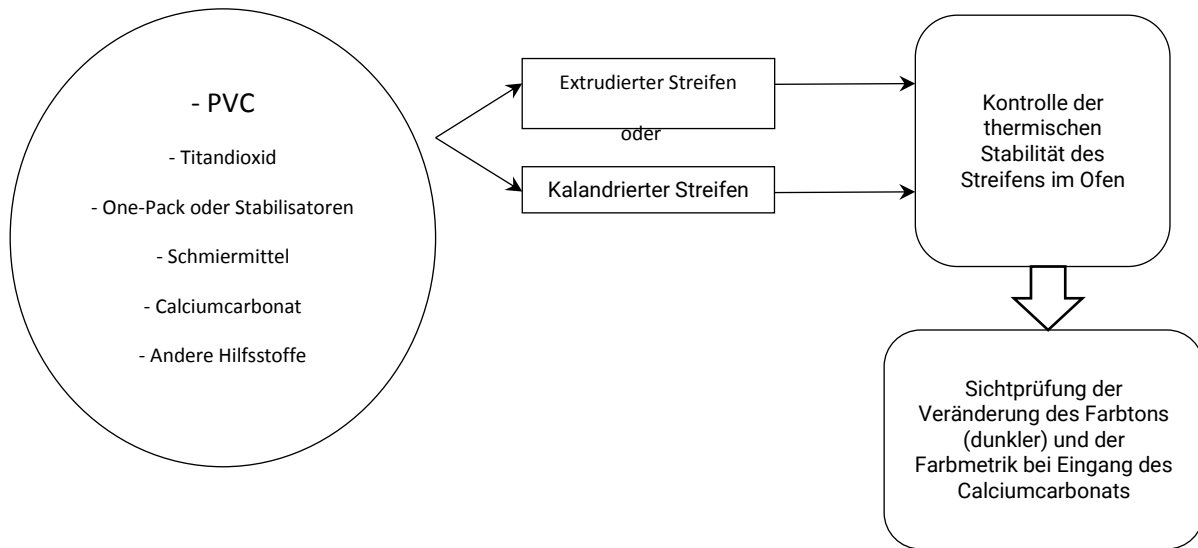 - PVC
- Titandioxid
- One-Pack oder Stabilisatoren
- Schmiermittel
- Calciumcarbonat
- Andere Hilfsstoffe
Extrudierter Streifen
oder
Kalandrierter Streifen
Kontrolle der
thermischen
Stabilität des
Streifens im Ofen
Sichtprüfung der
Veränderung des Farbtons
(dunkler) und der
Farbmetrik bei Eingang des
Calciumcarbonats